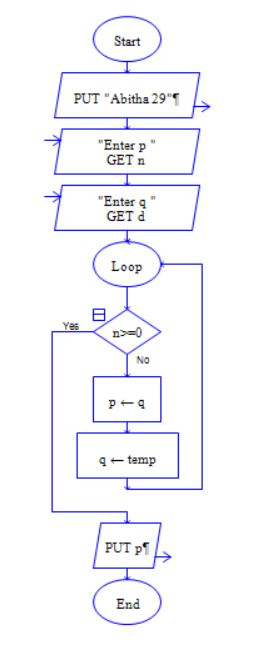 Start
PUT "Abitha 29"¶
"Enter p "
GET n
"Enter q "
GET d
Loop
Yes
n>=0
No
p ← q
q ← temp
PUT p¶
End